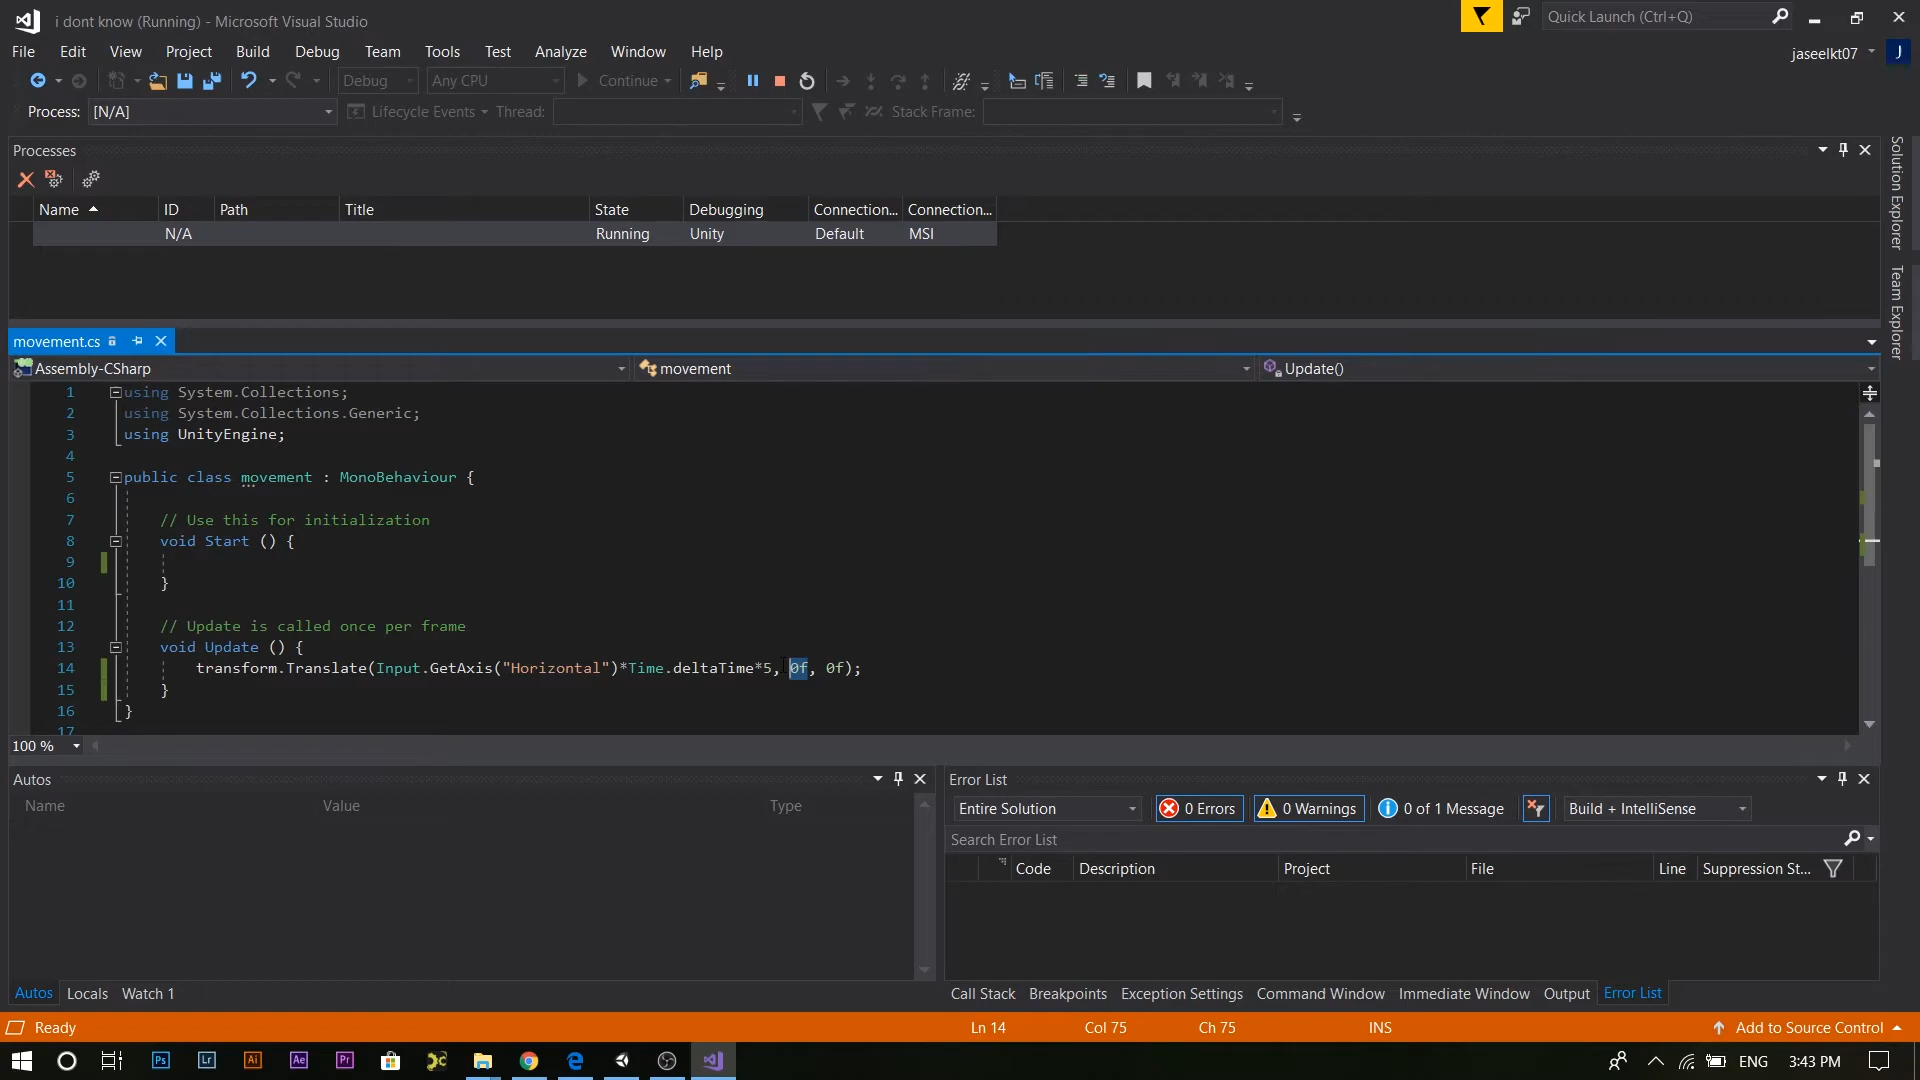 i dont know (Running) - Microsoft Visual Studio
Quick Launch (Ctrl+Q)
File Edit View Project Build Debug Team Tools Test Analyze Window Help
jaseelkt07 J
Debug Any CPU Continue
Process: [N/A] Lifecycle Events Thread: Stack Frame:
Processes
Name ID Path Title State Debugging Connection... Connection...
N/A Running Unity Default MSI
Solution Explorer
Team Explorer
movement.cs
Assembly-CSharp movement Update()
1 using System.Collections;
2 using System.Collections.Generic;
3 using UnityEngine;
4
5 public class movement : MonoBehaviour {
6
7 // Use this for initialization
8 void Start () {
9
10 }
11
12 // Update is called once per frame
13 void Update () {
14 transform.Translate(Input.GetAxis("Horizontal")*Time.deltaTime*5, 0f, 0f);
15 }
16 }
17
100 %
Autos
Name Value Type
Error List
Entire Solution 0 Errors 0 Warnings 0 of 1 Message Build + IntelliSense
Search Error List
Code Description Project File Line Suppression St...
Autos Locals Watch 1
Call Stack Breakpoints Exception Settings Command Window Immediate Window Output Error List
Ready Ln 14 Col 75 Ch 75 INS Add to Source Control
Ps Lr Ai Ae Pr ENG 3:43 PM